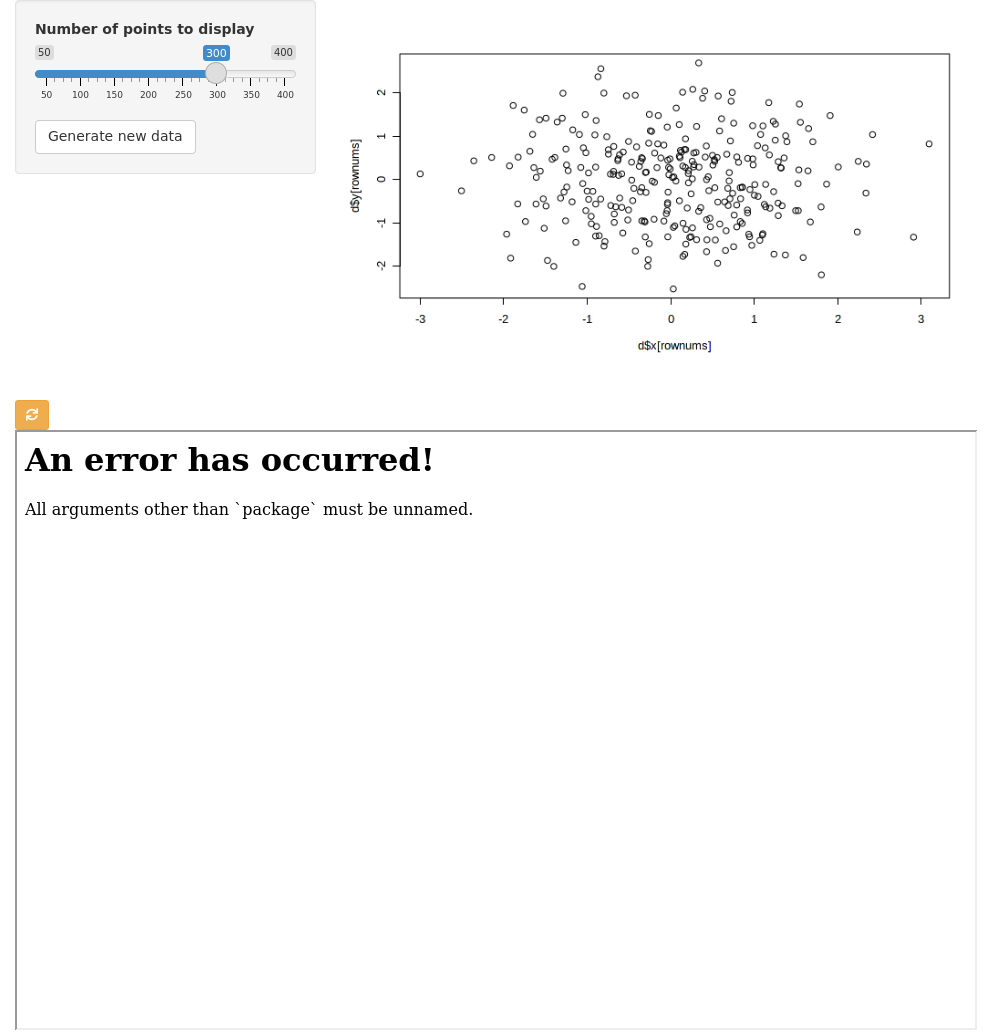 Number of points to display
50 300 400
50 100 150 200 250 300 350 400
Generate new data
d$y[rownums]
2
1
0
-1
-2
-3 -2 -1 0 1 2 3
d$x[rownums]
An error has occurred!
All arguments other than `package` must be unnamed.